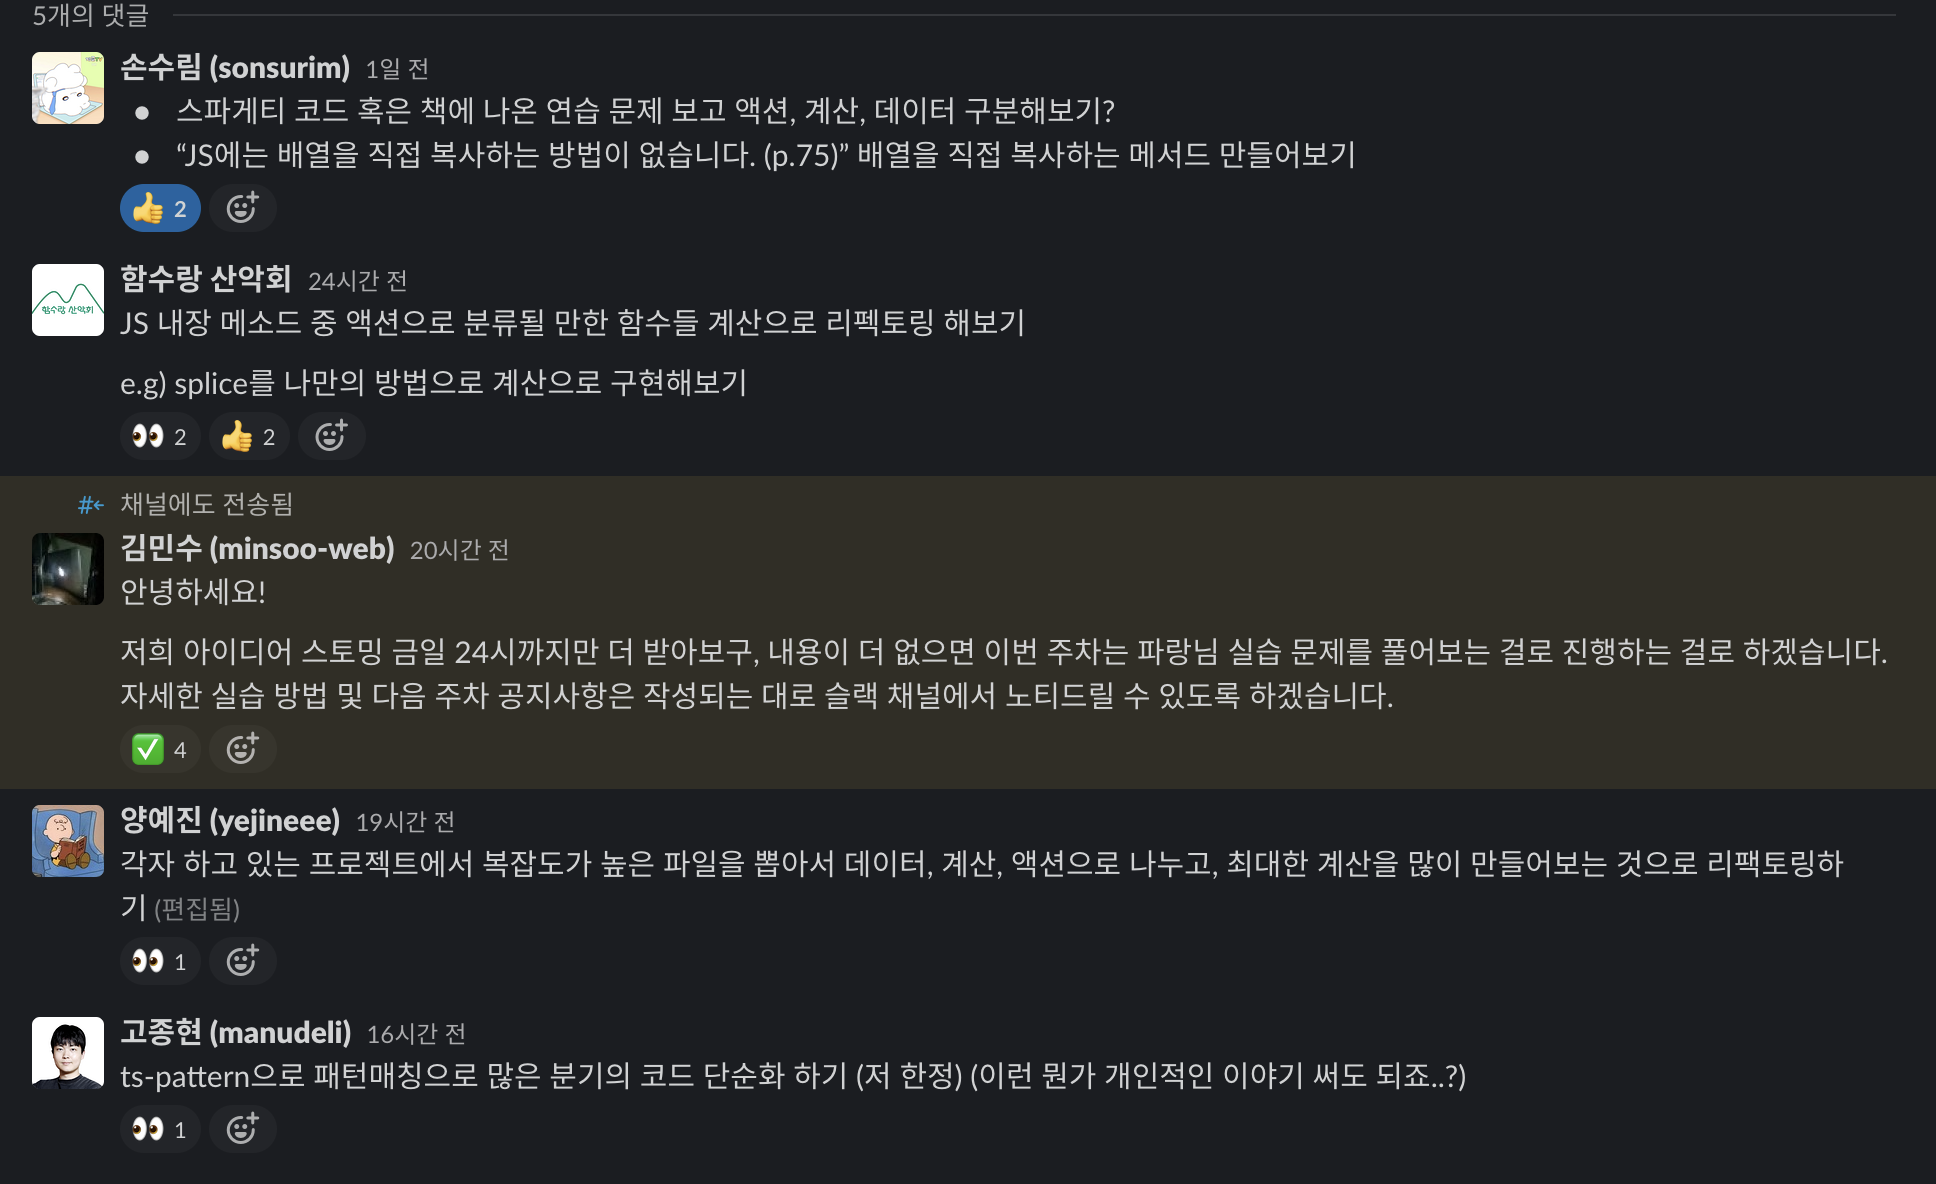 5개의 댓글
손수림 (sonsurim) 1일 전
● 스파게티 코드 혹은 책에 나온 연습 문제 보고 액션, 계산, 데이터 구분해보기?
● “JS에는 배열을 직접 복사하는 방법이 없습니다. (p.75)” 배열을 직접 복사하는 메서드 만들어보기
👍 2
함수랑 산악회
함수랑 산악회 24시간 전
JS 내장 메소드 중 액션으로 분류될 만한 함수들 계산으로 리펙토링 해보기
e.g) splice를 나만의 방법으로 계산으로 구현해보기
👀 2 👍 2
#← 채널에도 전송됨
김민수 (minsoo-web) 20시간 전
안녕하세요!
저희 아이디어 스토밍 금일 24시까지만 더 받아보구, 내용이 더 없으면 이번 주차는 파랑님 실습 문제를 풀어보는 걸로 진행하는 걸로 하겠습니다.
자세한 실습 방법 및 다음 주차 공지사항은 작성되는 대로 슬랙 채널에서 노티드릴 수 있도록 하겠습니다.
✅ 4
양예진 (yejineee) 19시간 전
각자 하고 있는 프로젝트에서 복잡도가 높은 파일을 뽑아서 데이터, 계산, 액션으로 나누고, 최대한 계산을 많이 만들어보는 것으로 리팩토링하
기 (편집됨)
👀 1
고종현 (manudeli) 16시간 전
ts-pattern으로 패턴매칭으로 많은 분기의 코드 단순화 하기 (저 한정) (이런 뭔가 개인적인 이야기 써도 되죠..?)
👀 1